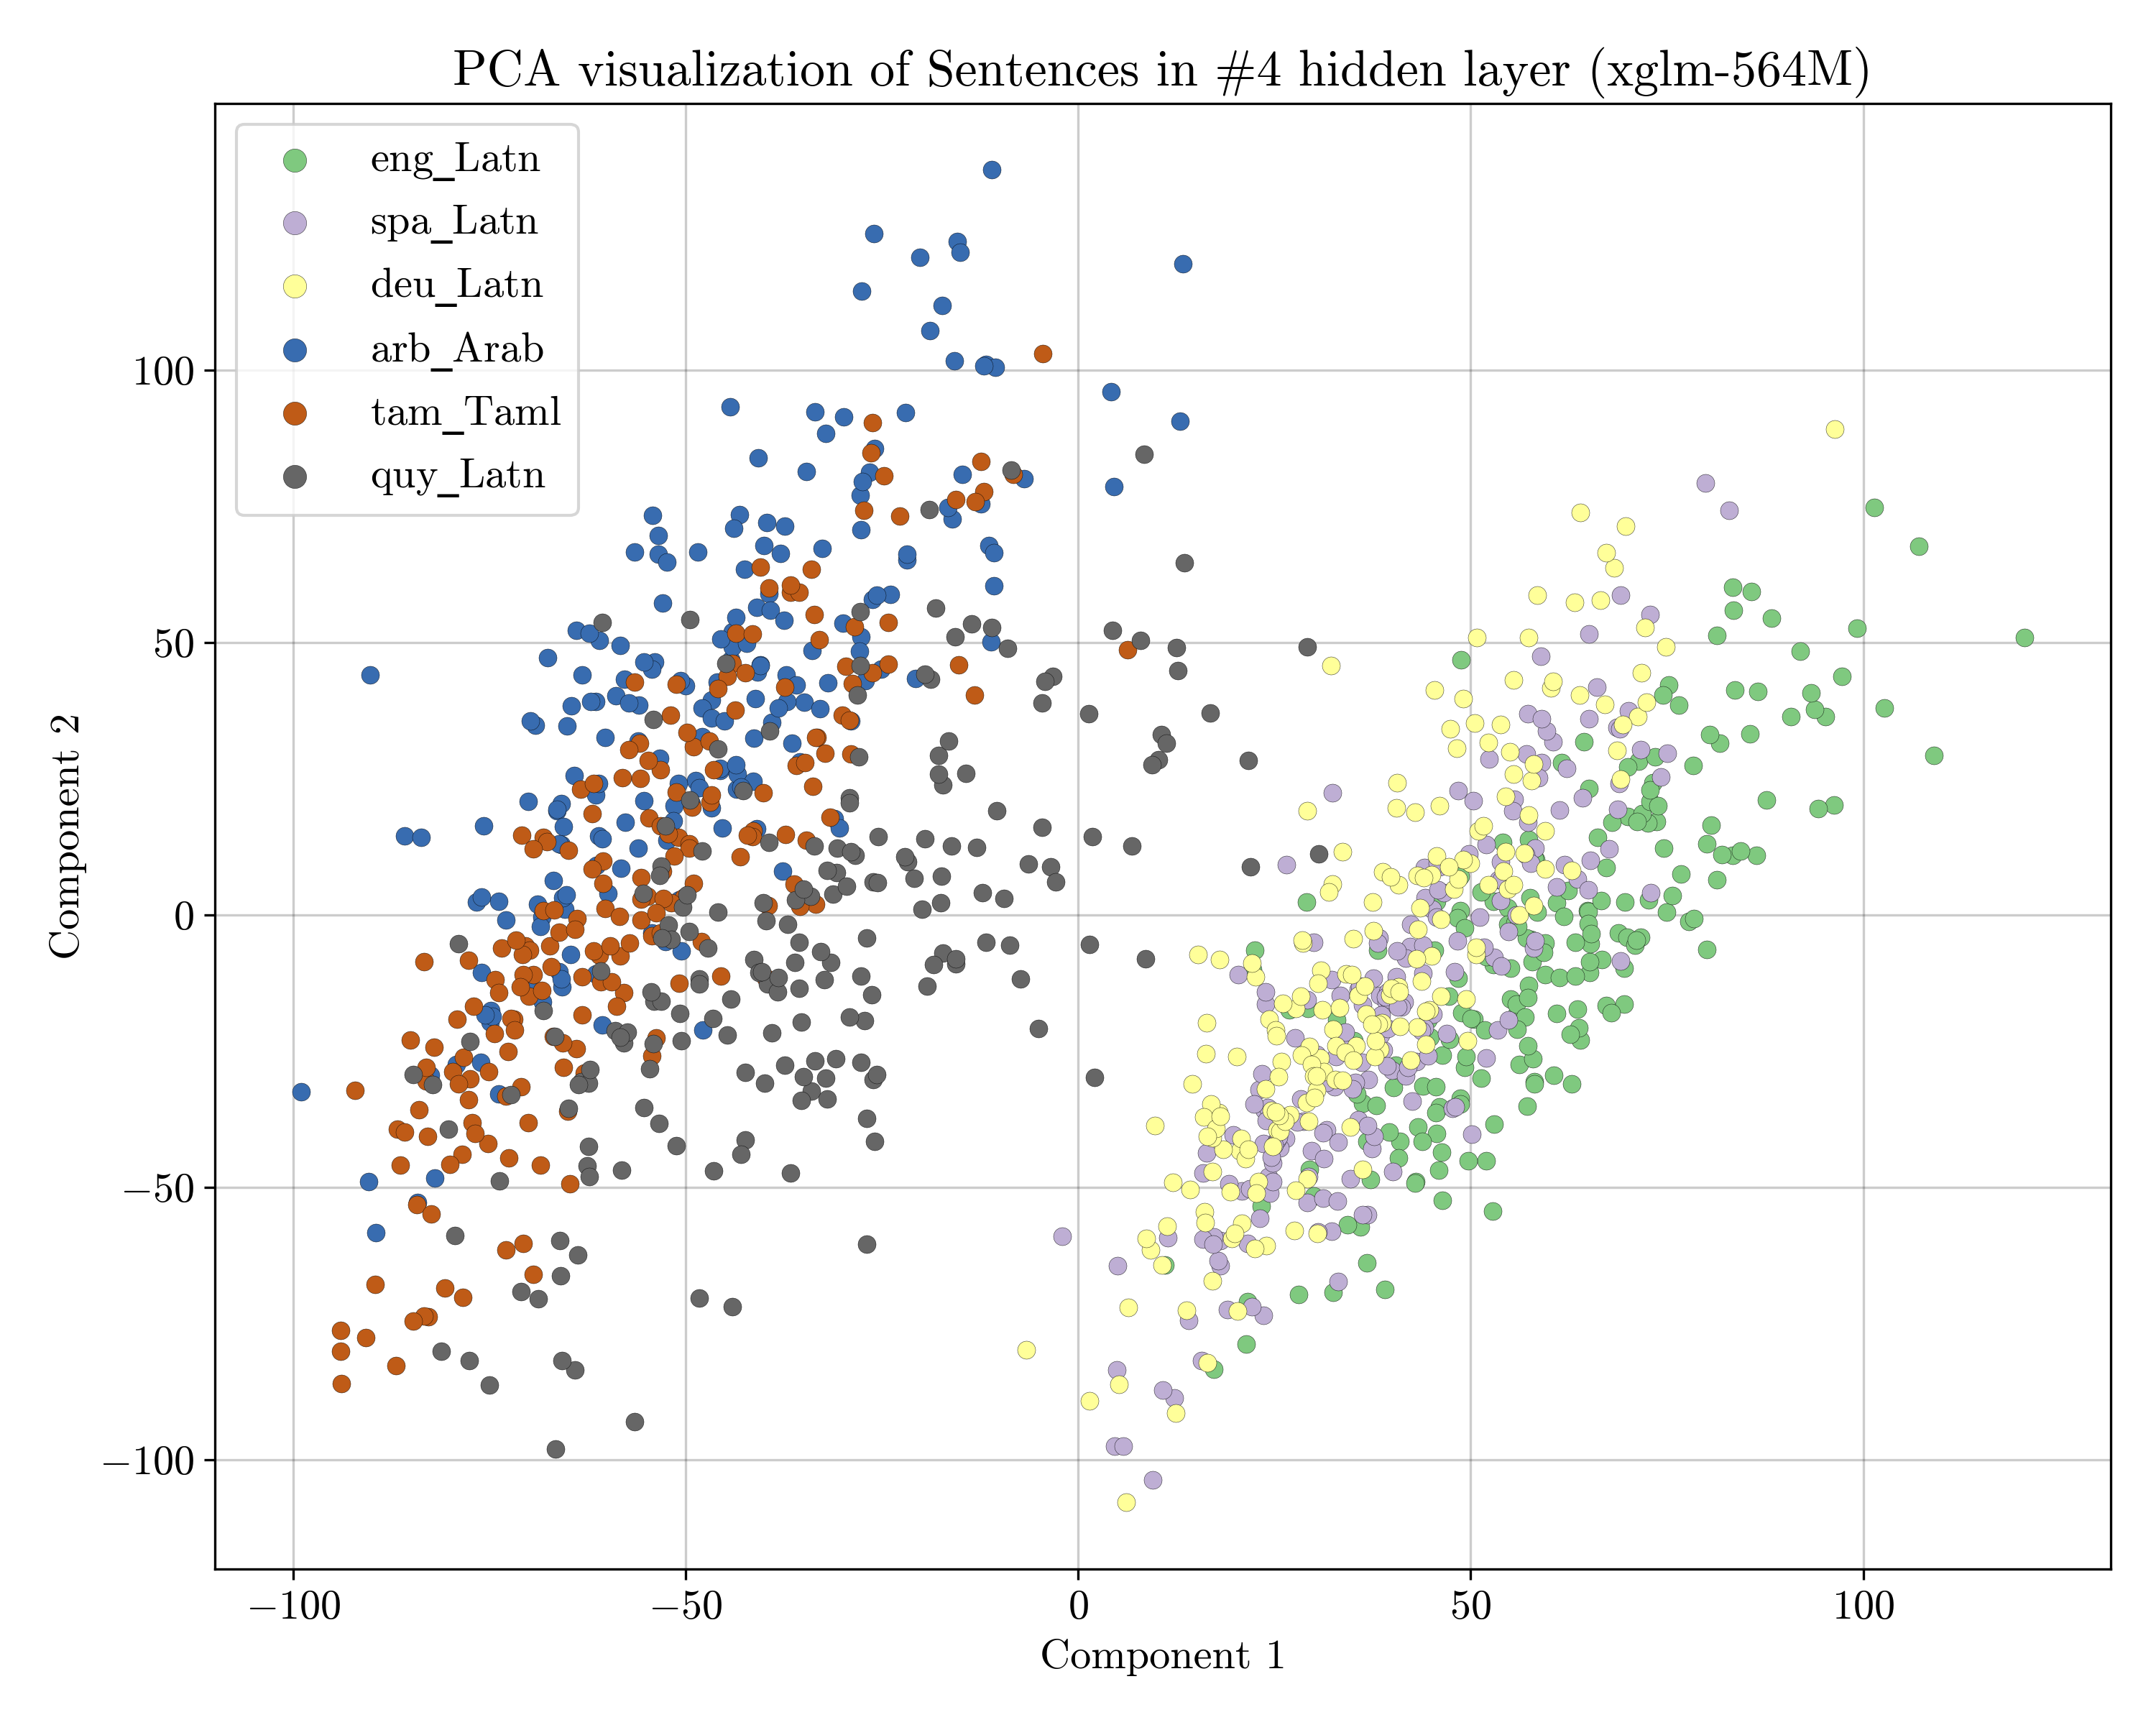 PCA visualization of Sentences in #4 hidden layer (xglm-564M)
eng_Latn
spa_Latn
deu_Latn
arb_Arab
tam_Taml
quy_Latn
Component 2
100
50
0
−50
−100
−100
−50
0
50
100
Component 1